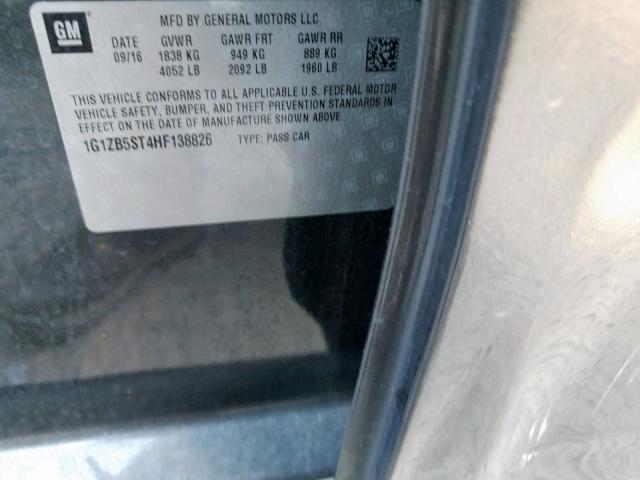 GM
MFD BY GENERAL MOTORS LLC
DATE GVWR GAWR FRT GAWR RR
09/16 1838 KG 949 KG 889 KG
4052 LB 2092 LB 1960 LB
THIS VEHICLE CONFORMS TO ALL APPLICABLE U.S. FEDERAL MOTOR
VEHICLE SAFETY, BUMPER, AND THEFT PREVENTION STANDARDS IN
EFFECT ON THE DATE OF MANUFACTURE SHOWN ABOVE.
1G1ZB5ST4HF138826 TYPE: PASS CAR